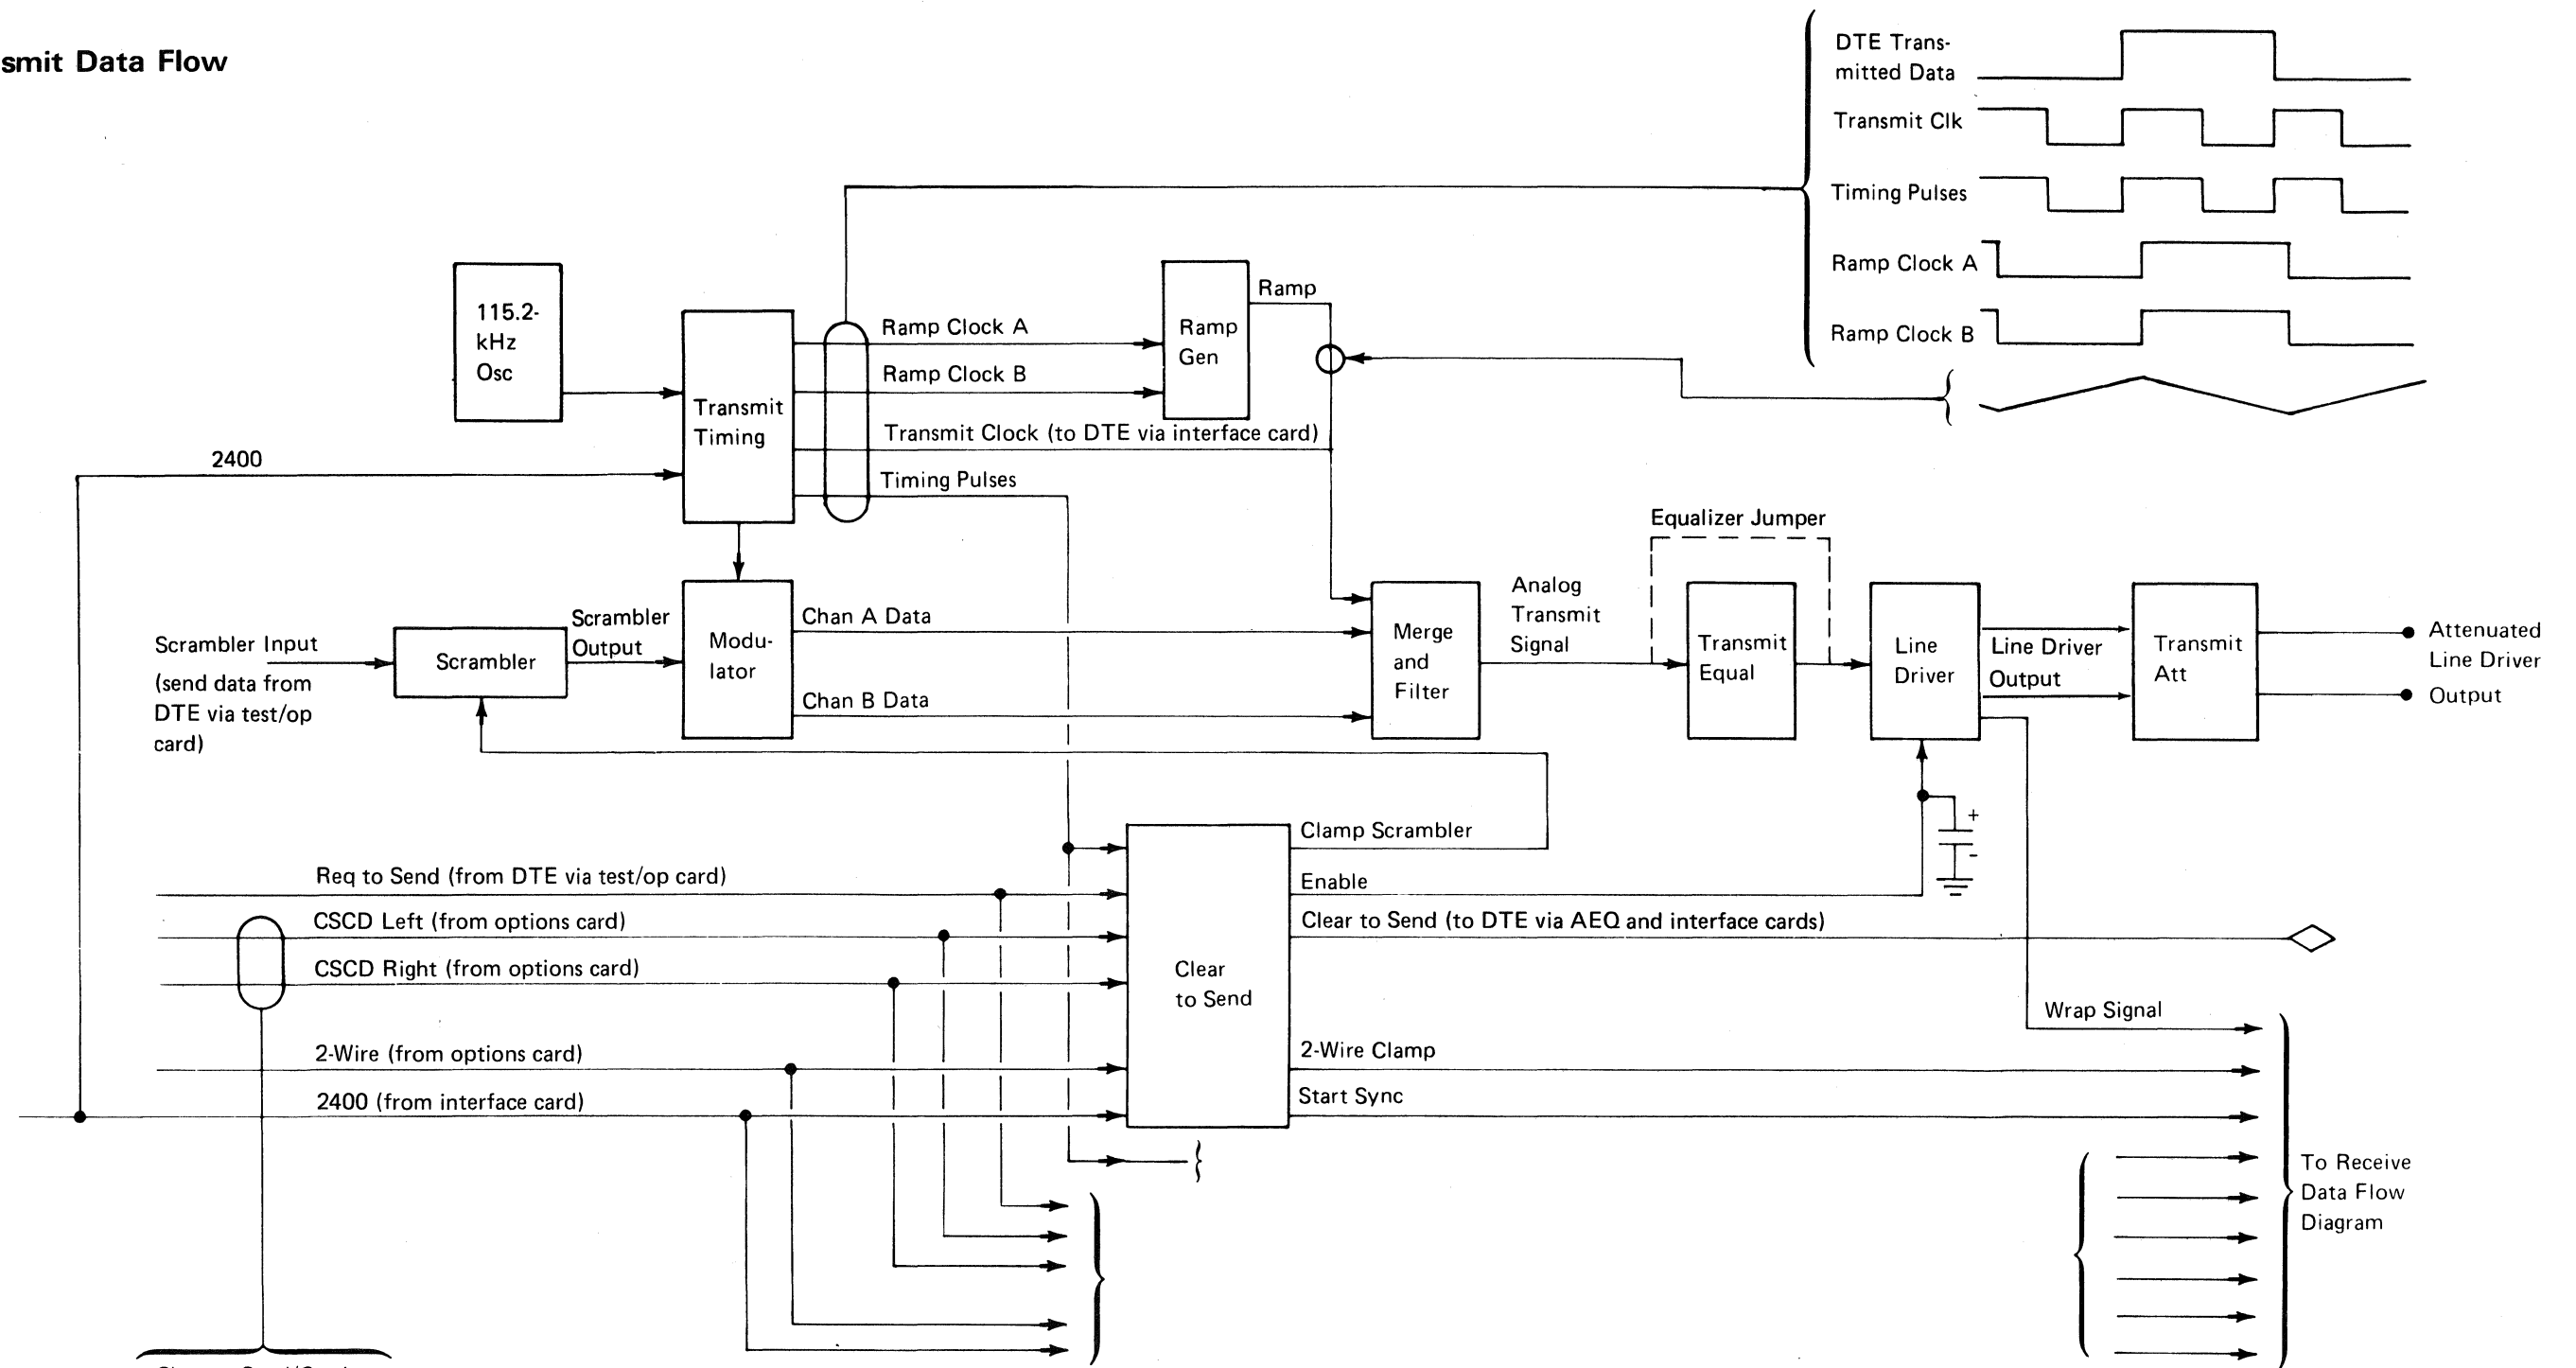 smit Data Flow
DTE Trans-
mitted Data
Transmit Clk
Timing Pulses
Ramp Clock A
Ramp Clock B
115.2-
kHz
Osc
Transmit
Timing
Ramp Clock A
Ramp Clock B
Transmit Clock (to DTE via interface card)
Timing Pulses
Ramp
Gen
Ramp
2400
Scrambler Input
(send data from
DTE via test/op
card)
Scrambler
Scrambler
Output
Modu-
lator
Chan A Data
Chan B Data
Merge
and
Filter
Analog
Transmit
Signal
Equalizer Jumper
Transmit
Equal
Line
Driver
Line Driver
Output
Transmit
Att
Attenuated
Line Driver
Output
+
-
Req to Send (from DTE via test/op card)
CSCD Left (from options card)
CSCD Right (from options card)
2-Wire (from options card)
2400 (from interface card)
Clear
to Send
Clamp Scrambler
Enable
Clear to Send (to DTE via AEQ and interface cards)
Wrap Signal
2-Wire Clamp
Start Sync
To Receive
Data Flow
Diagram